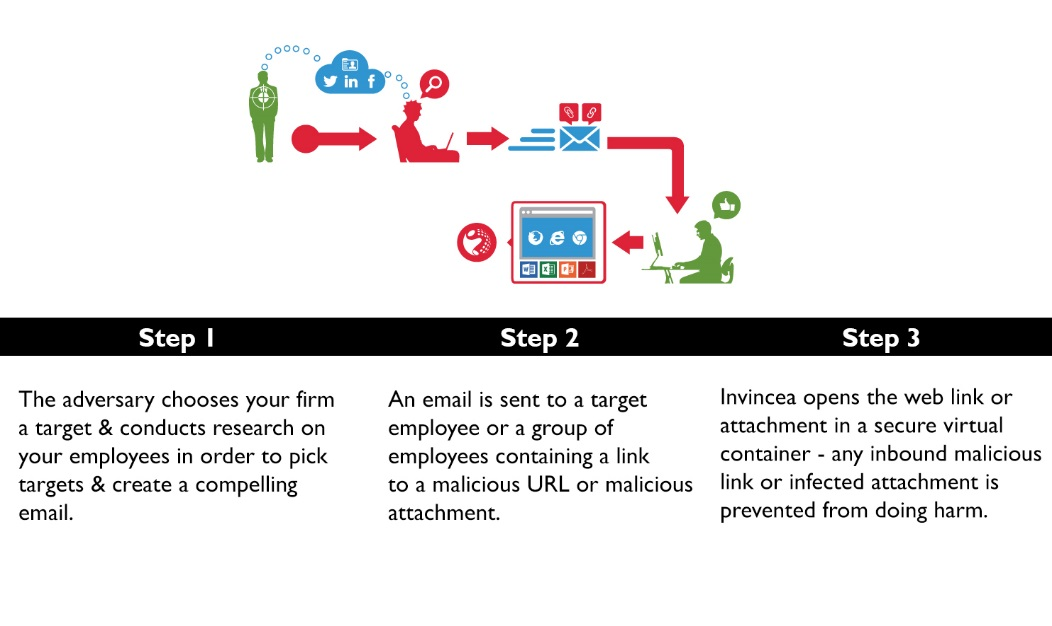 in f
Step 1
Step 2
Step 3
The adversary chooses your firm
a target & conducts research on
your employees in order to pick
targets & create a compelling
email.
An email is sent to a target
employee or a group of
employees containing a link
to a malicious URL or malicious
attachment.
Invincea opens the web link or
attachment in a secure virtual
container - any inbound malicious
link or infected attachment is
prevented from doing harm.